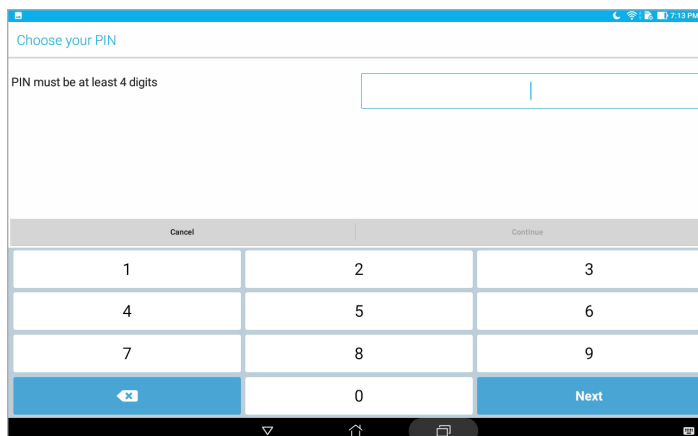 7:13 PM
Choose your PIN
PIN must be at least 4 digits
Cancel Continue
1 2 3
4 5 6
7 8 9
0 Next